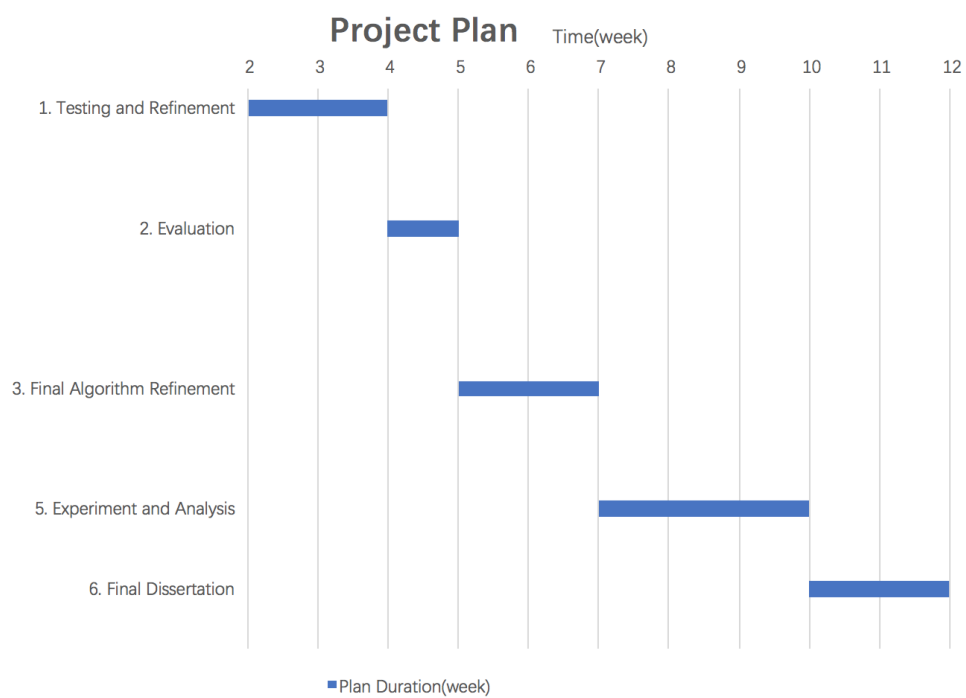 Project Plan Time(week)
2 3 4 5 6 7 8 9 10 11 12
1. Testing and Refinement
2. Evaluation
3. Final Algorithm Refinement
5. Experiment and Analysis
6. Final Dissertation
Plan Duration(week)